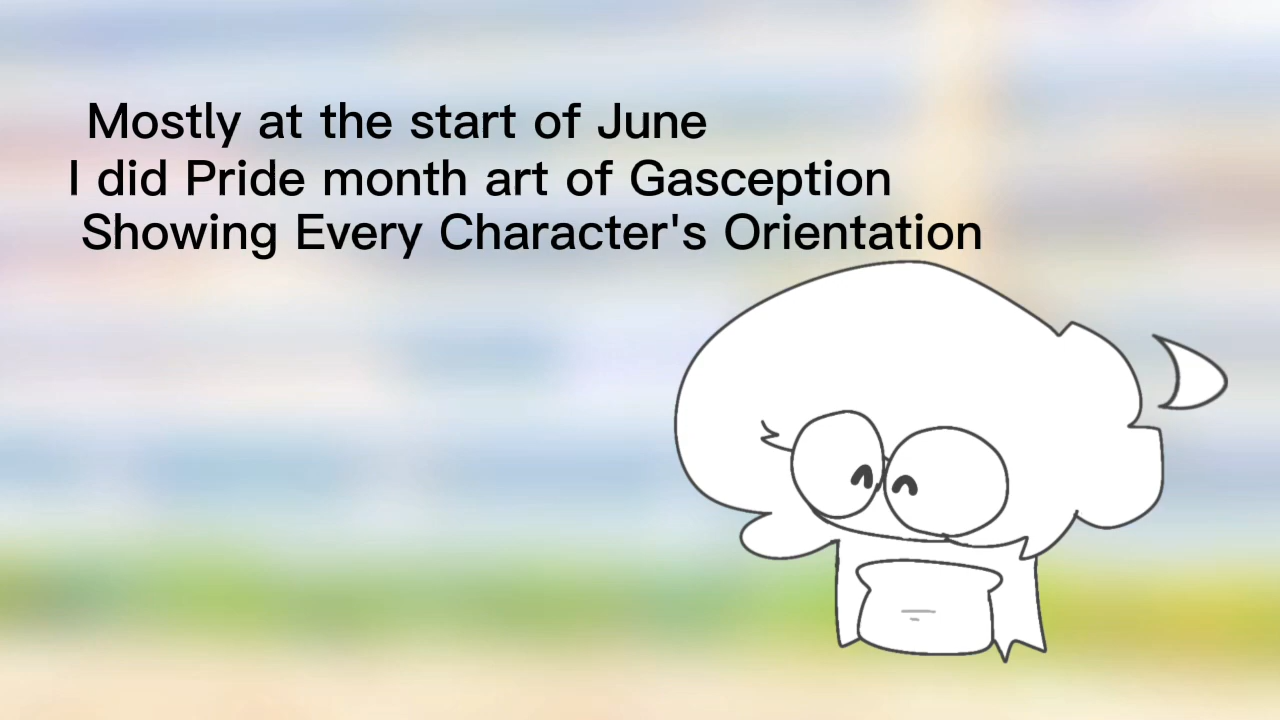 Mostly at the start of June
I did Pride month art of Gasception
Showing Every Character's Orientation